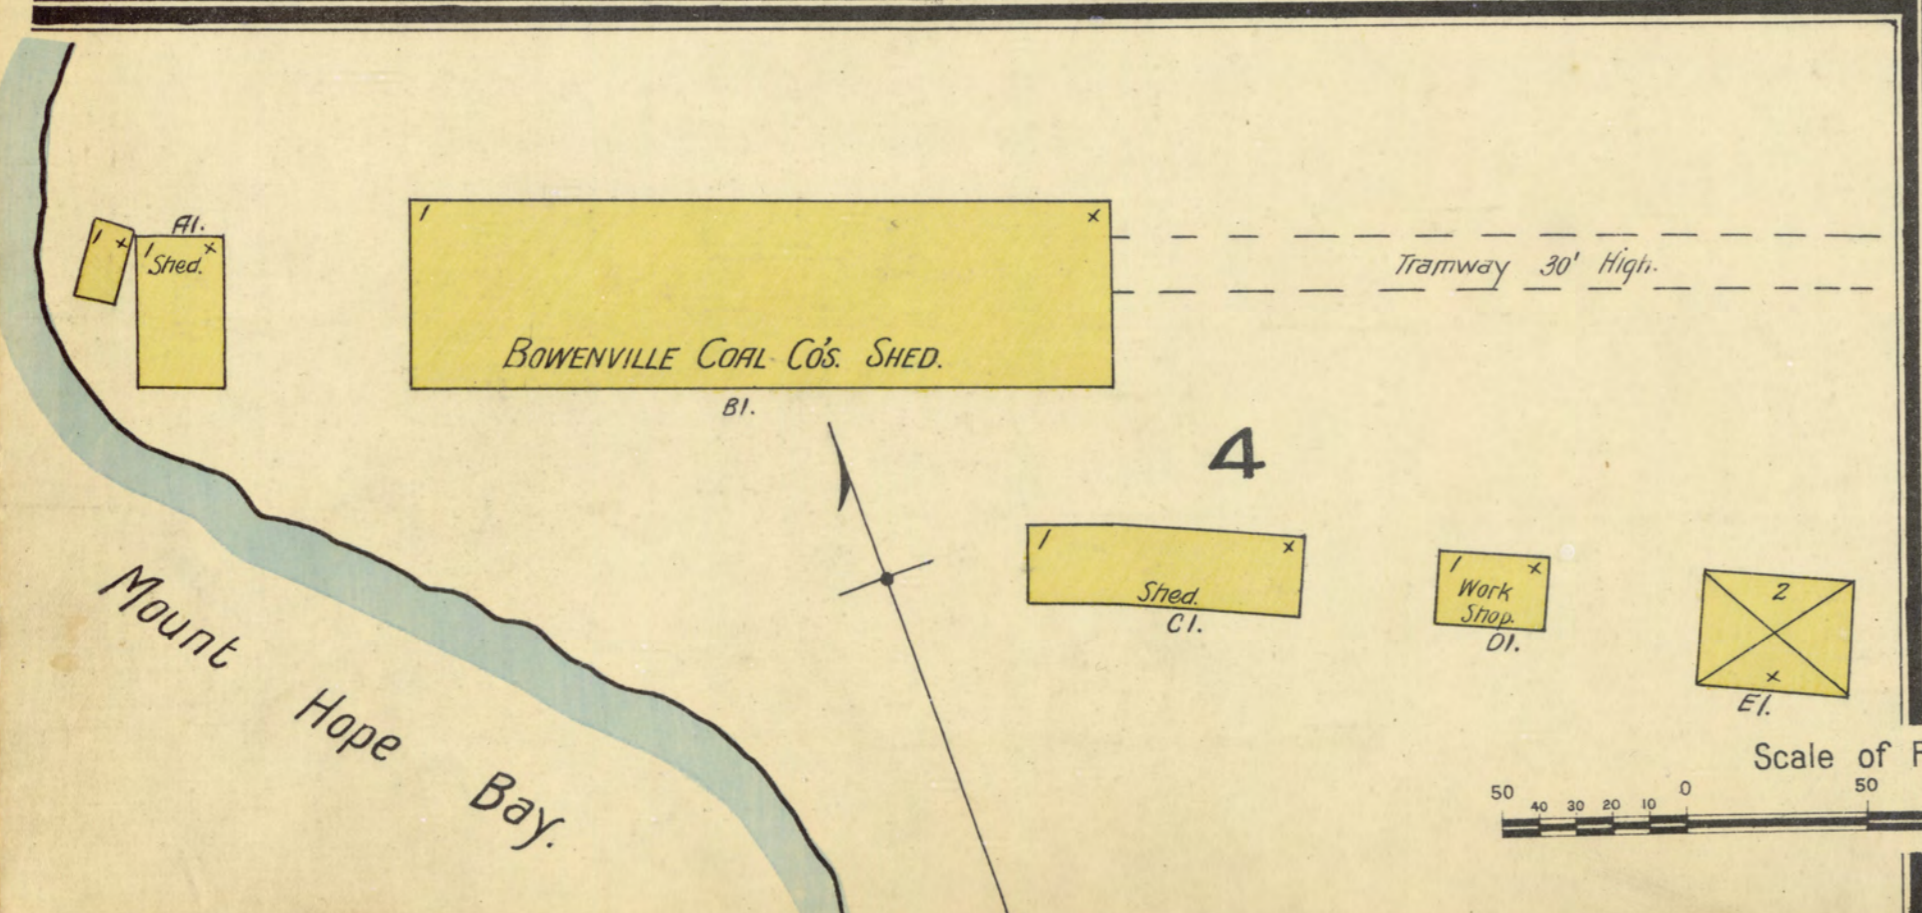 A1.
1 x
1 x
Shed.
1 x
Tramway 30' High.
BOWENVILLE COAL CO'S. SHED.
B1.
4
1 x
Shed.
C1.
1 x
Work
Shop.
D1.
2
x
E1.
Mount
Hope
Bay.
Scale of F
50 40 30 20 10 0 50